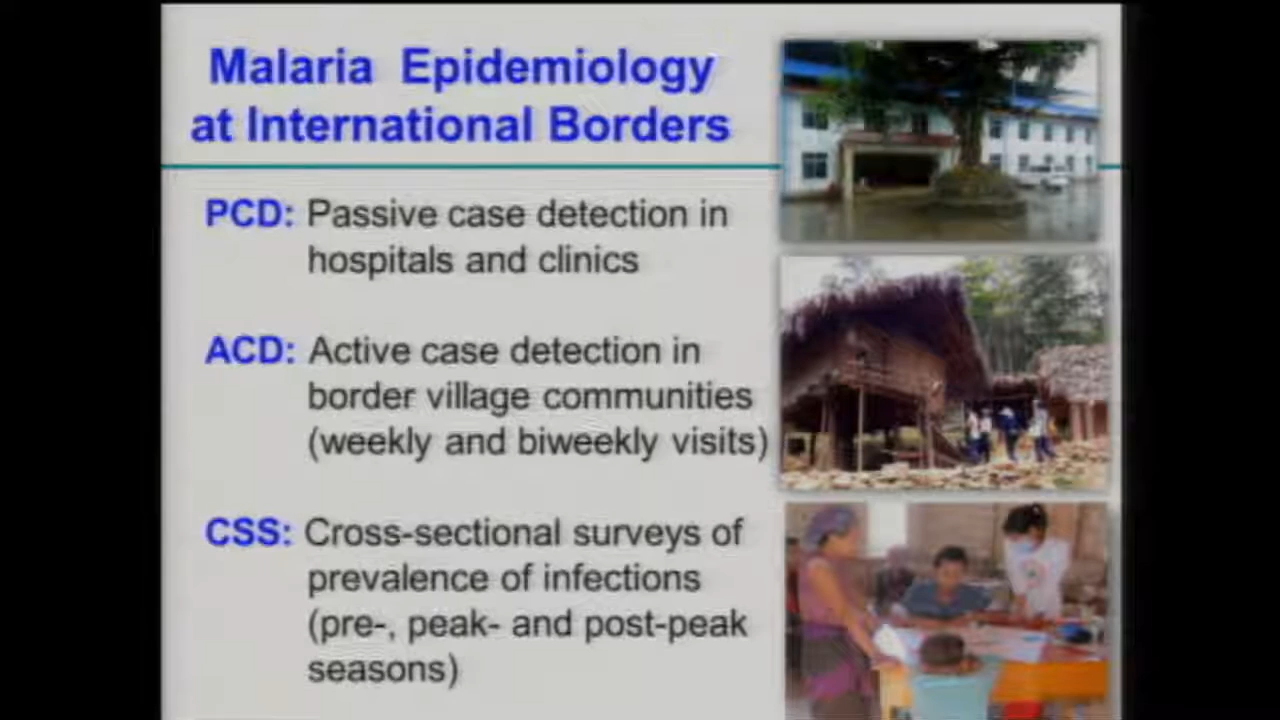 Malaria Epidemiology
at International Borders
PCD: Passive case detection in
hospitals and clinics
ACD: Active case detection in
border village communities
(weekly and biweekly visits)
CSS: Cross-sectional surveys of
prevalence of infections
(pre-, peak- and post-peak
seasons)